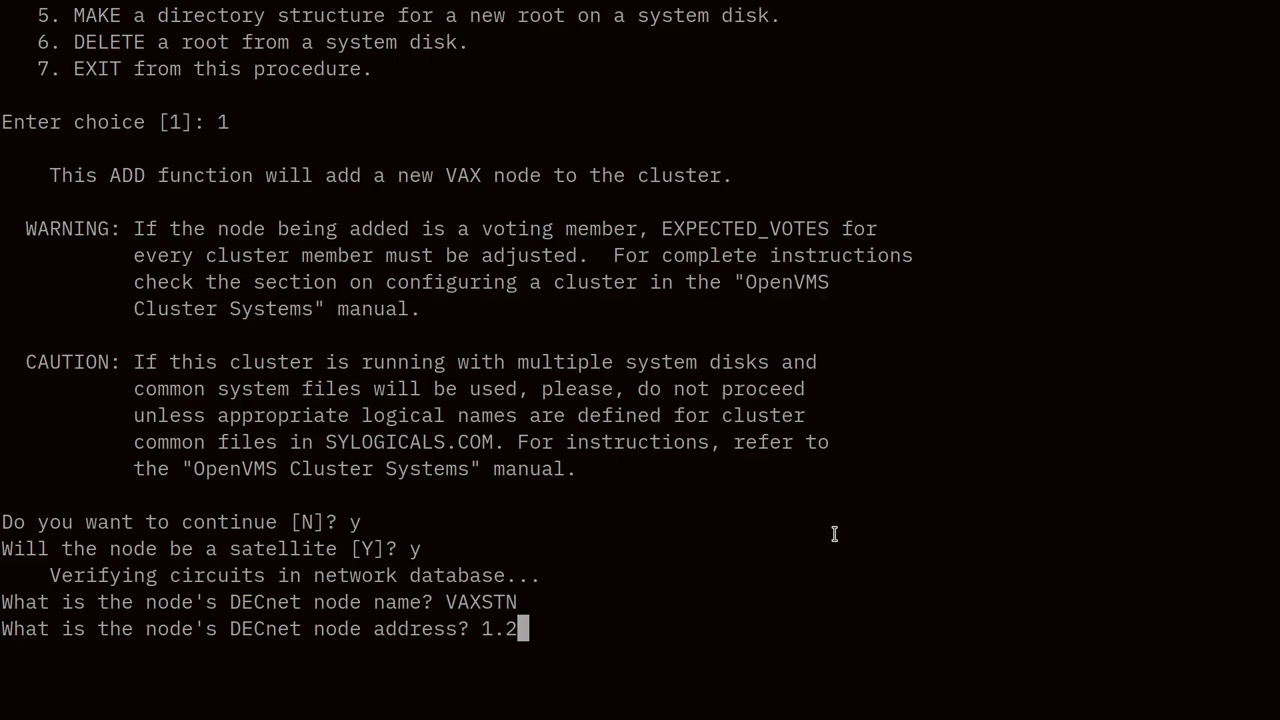 5. MAKE a directory structure for a new root on a system disk.
6. DELETE a root from a system disk.
7. EXIT from this procedure.
Enter choice [1]: 1
This ADD function will add a new VAX node to the cluster.
WARNING: If the node being added is a voting member, EXPECTED_VOTES for
every cluster member must be adjusted.  For complete instructions
check the section on configuring a cluster in the "OpenVMS
Cluster Systems" manual.
CAUTION: If this cluster is running with multiple system disks and
common system files will be used, please, do not proceed
unless appropriate logical names are defined for cluster
common files in SYLOGICALS.COM. For instructions, refer to
the "OpenVMS Cluster Systems" manual.
Do you want to continue [N]? y
Will the node be a satellite [Y]? y
Verifying circuits in network database...
What is the node's DECnet node name? VAXSTN
What is the node's DECnet node address? 1.2